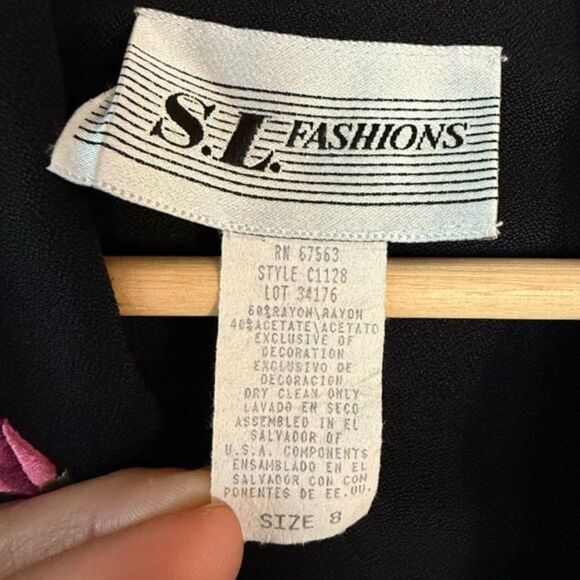 S.L. FASHIONS
RN 67563
STYLE C1128
LOT 34176
60%RAYON\RAYON
40%ACETATE\ACETATO
EXCLUSIVE OF
DECORATION
EXCLUSIVO DE
DECORACION
DRY CLEAN ONLY
LAVADO EN SECO
ASSEMBLED IN EL
SALVADOR OF
U.S.A. COMPONENTS
ENSAMBLADO EN EL
SALVADOR CON COM
PONENTES DE EE.UU.
SIZE 8